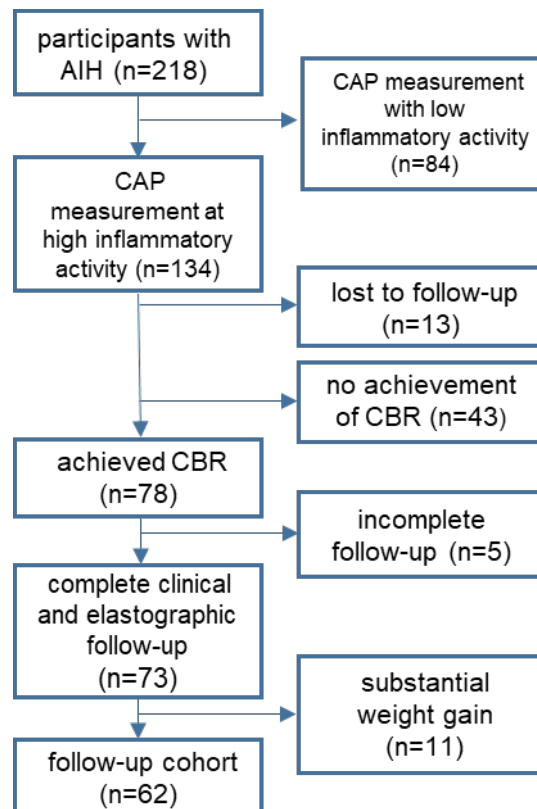 participants with
AIH (n=218)
CAP measurement
with low
inflammatory activity
(n=84)
CAP
measurement at
high inflammatory
activity (n=134)
lost to follow-up
(n=13)
no achievement
of CBR (n=43)
achieved CBR
(n=78)
incomplete
follow-up (n=5)
complete clinical
and elastographic
follow-up
(n=73)
substantial
weight gain
(n=11)
follow-up cohort
(n=62)